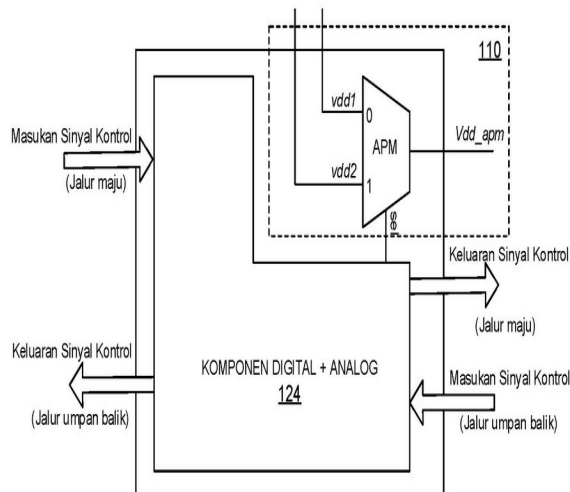 110
vdd1
0
Vdd_apm
APM
Masukan Sinyal Kontrol
(Jalur maju)
vdd2
1
sel
Keluaran Sinyal Kontrol
(Jalur maju)
Keluaran Sinyal Kontrol
(Jalur umpan balik)
KOMPONEN DIGITAL + ANALOG
124
Masukan Sinyal Kontrol
(Jalur umpan balik)